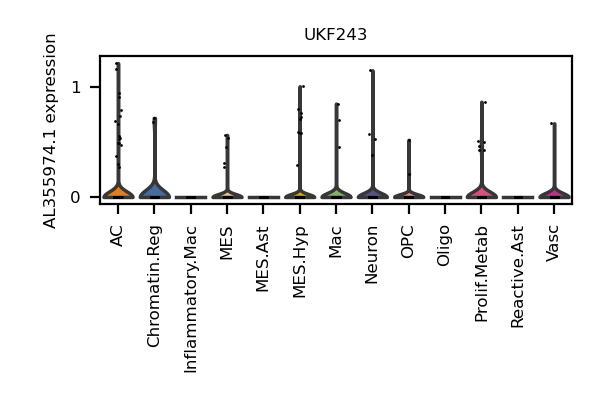 UKF243
AL355974.1 expression
1
0
AC
Chromatin.Reg
Inflammatory.Mac
MES
MES.Ast
MES.Hyp
Mac
Neuron
OPC
Oligo
Prolif.Metab
Reactive.Ast
Vasc